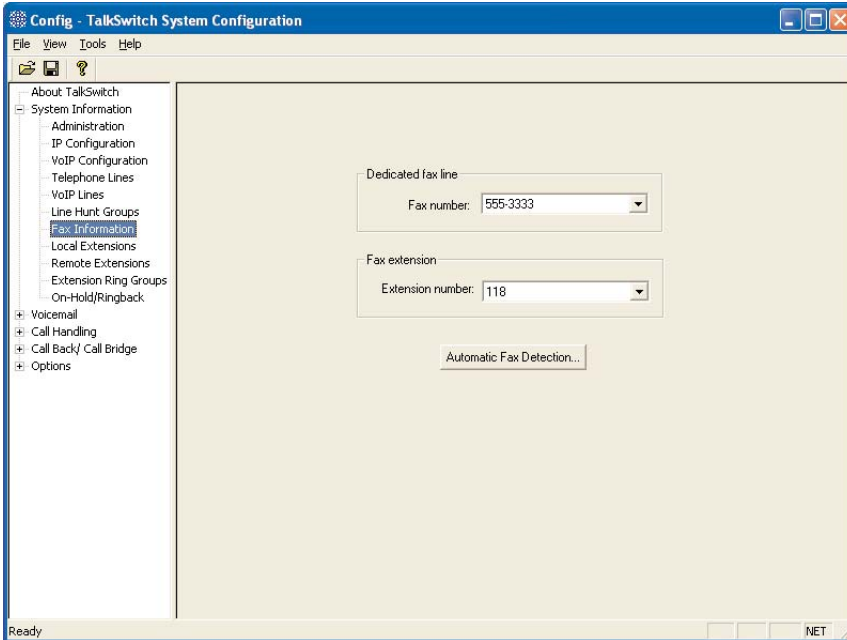 Config - TalkSwitch System Configuration
File View Tools Help
About TalkSwitch
System Information
Administration
IP Configuration
VoIP Configuration
Telephone Lines
VoIP Lines
Line Hunt Groups
Fax Information
Local Extensions
Remote Extensions
Extension Ring Groups
On-Hold/Ringback
Voicemail
Call Handling
Call Back/ Call Bridge
Options
Dedicated fax line
Fax number: 555-3333
Fax extension
Extension number: 118
Automatic Fax Detection...
Ready NET